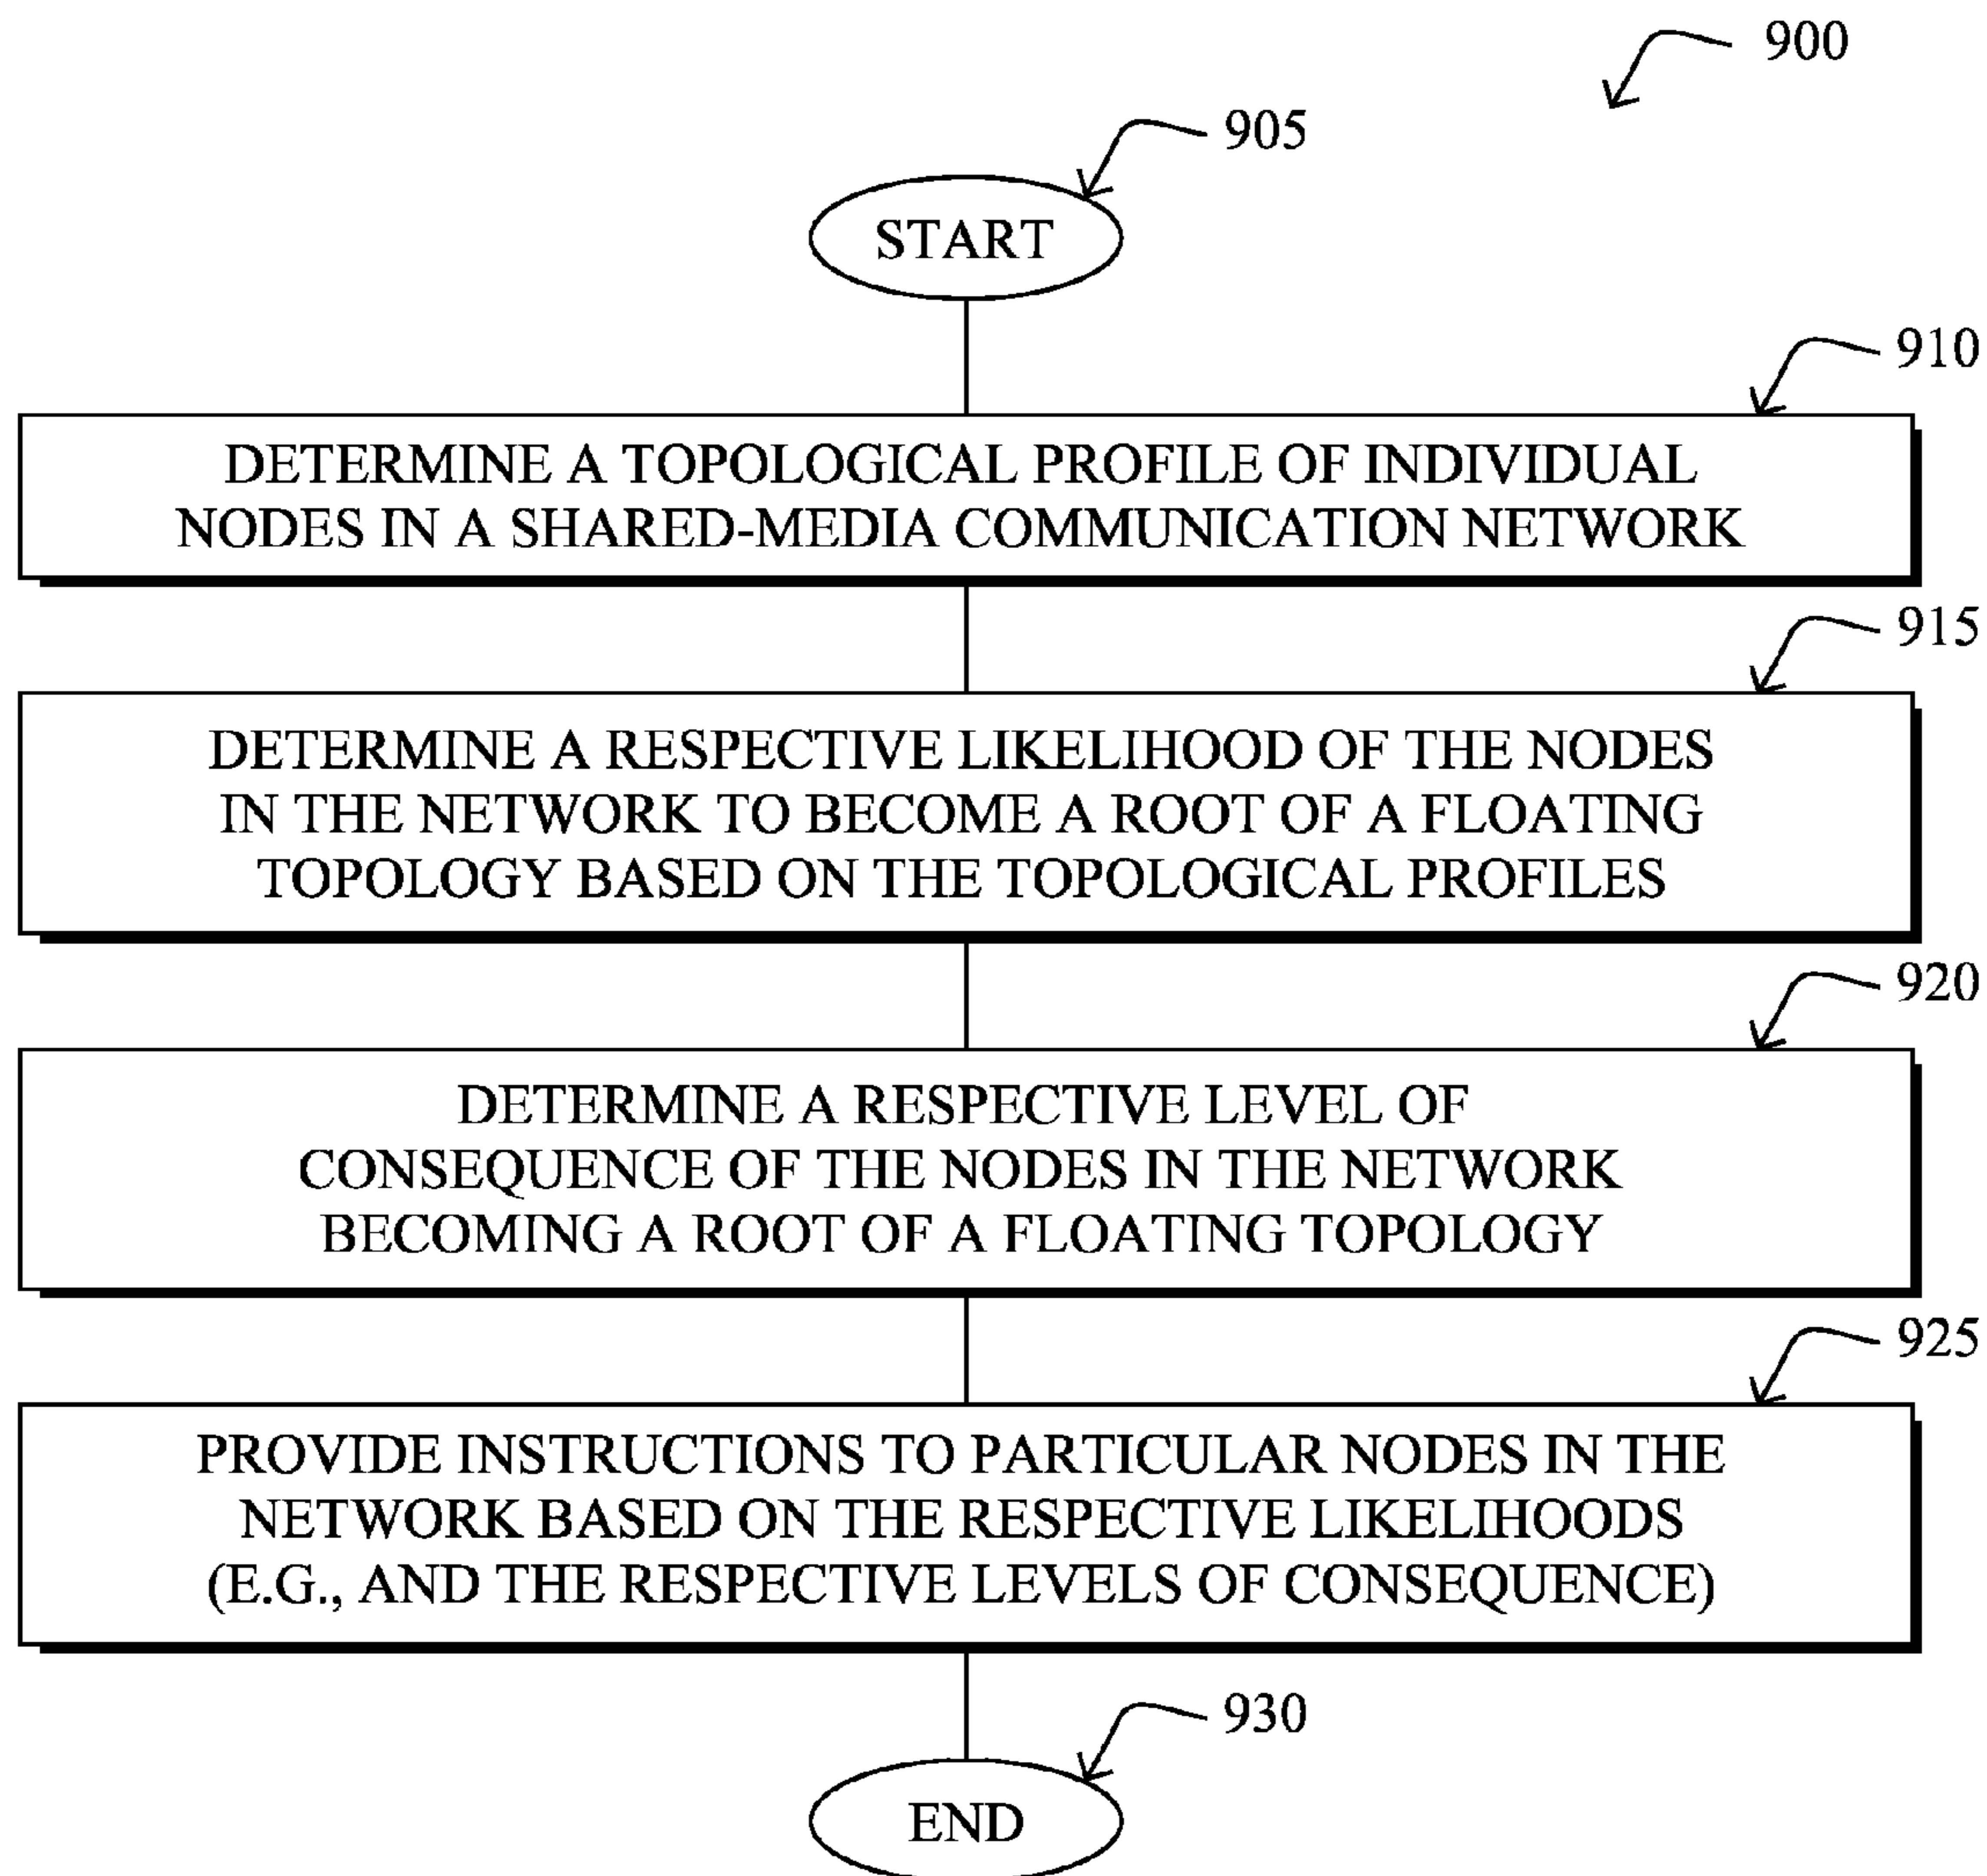 900
905
START
910
DETERMINE A TOPOLOGICAL PROFILE OF INDIVIDUAL
NODES IN A SHARED-MEDIA COMMUNICATION NETWORK
915
DETERMINE A RESPECTIVE LIKELIHOOD OF THE NODES
IN THE NETWORK TO BECOME A ROOT OF A FLOATING
TOPOLOGY BASED ON THE TOPOLOGICAL PROFILES
920
DETERMINE A RESPECTIVE LEVEL OF
CONSEQUENCE OF THE NODES IN THE NETWORK
BECOMING A ROOT OF A FLOATING TOPOLOGY
925
PROVIDE INSTRUCTIONS TO PARTICULAR NODES IN THE
NETWORK BASED ON THE RESPECTIVE LIKELIHOODS
(E.G., AND THE RESPECTIVE LEVELS OF CONSEQUENCE)
930
END